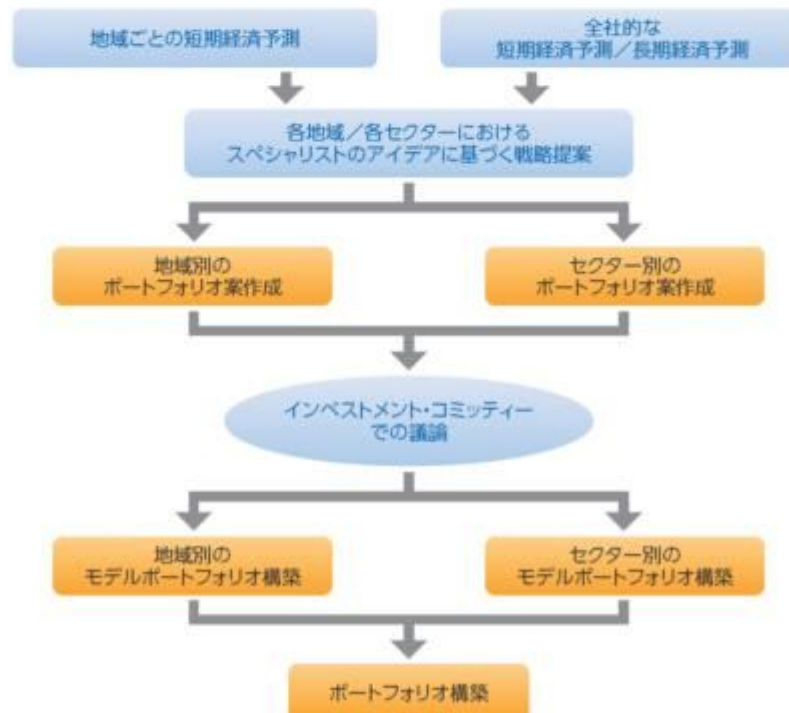 地域ごとの短期経済予測
全社的な
短期経済予測／長期経済予測
各地域／各セクターにおける
スペシャリストのアイデアに基づく戦略提案
地域別の
ポートフォリオ案作成
セクター別の
ポートフォリオ案作成
インベストメント・コミッティー
での議論
地域別の
モデルポートフォリオ構築
セクター別の
モデルポートフォリオ構築
ポートフォリオ構築